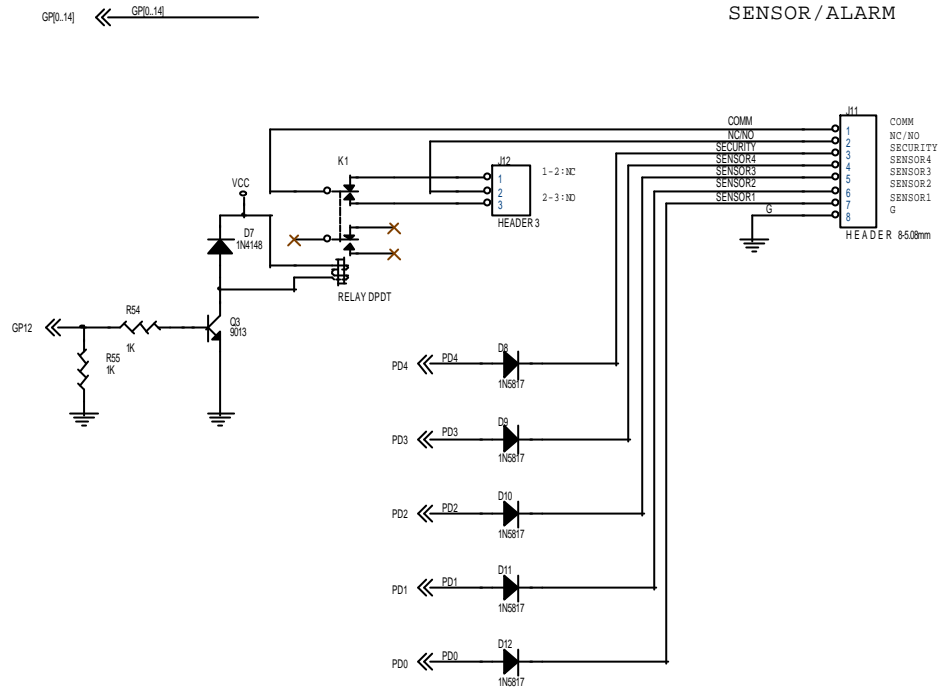 GP[0..14]
GP[0..14]
SENSOR/ALARM
J11
COMM
1
COMM
NC/NO
2
NC/NO
SECURITY
3
SECURITY
SENSOR4
4
SENSOR4
SENSOR3
5
SENSOR3
SENSOR2
6
SENSOR2
SENSOR1
7
SENSOR1
G
8
G
HEADER 8-5.08mm
K1
J12
1
1-2:NC
2
3
2-3:NO
HEADER 3
VCC
D7
1N4148
RELAY DPDT
R54
1K
Q3
9013
GP12
R55
1K
D8
PD4
PD4
1N5817
D9
PD3
PD3
1N5817
D10
PD2
PD2
1N5817
D11
PD1
PD1
1N5817
D12
PD0
PD0
1N5817